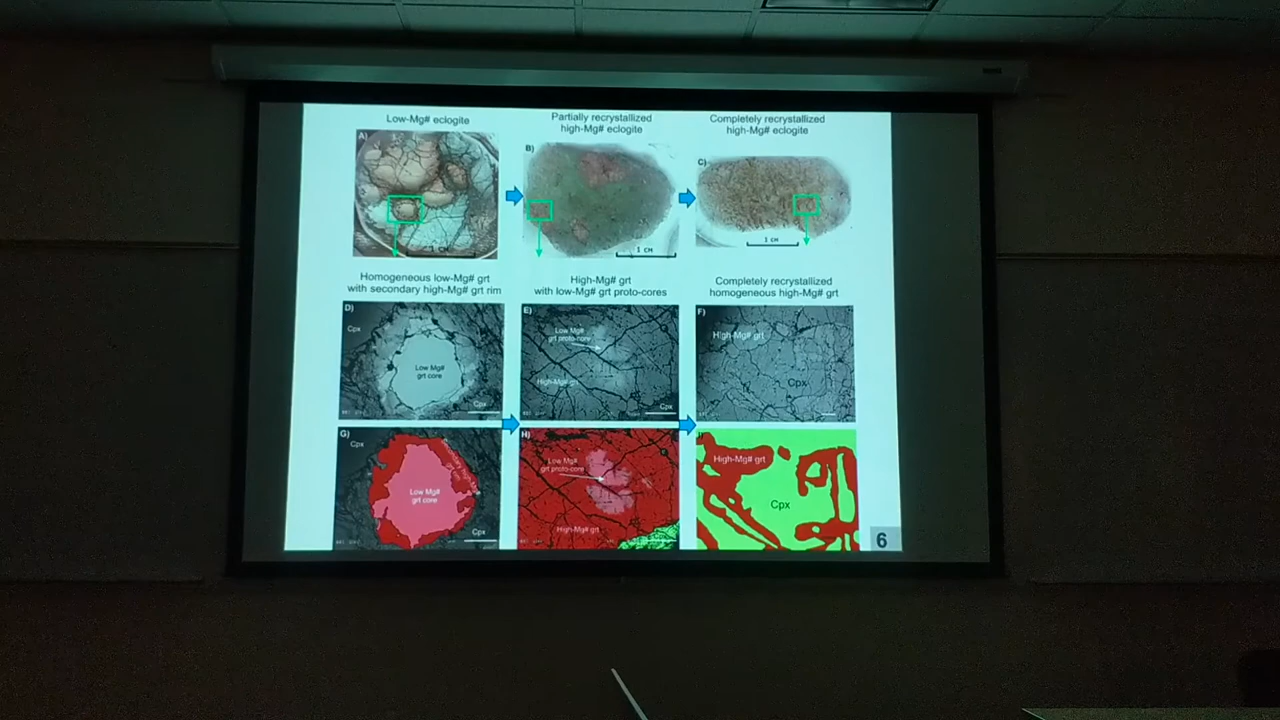 Low-Mg# eclogite
Partially recrystallized
high-Mg# eclogite
Completely recrystallized
high-Mg# eclogite
A)
B)
C)
1 CM
1 CM
1 CM
Homogeneous low-Mg# grt
with secondary high-Mg# grt rim
High-Mg# grt
with low-Mg# grt proto-cores
Completely recrystallized
homogeneous high-Mg# grt
D)
Cpx
Low Mg#
grt core
Cpx
E)
Low Mg#
grt proto-core
High-Mg# grt
Cpx
F)
High-Mg# grt
Cpx
G)
Cpx
Low Mg#
grt core
Cpx
H)
Low Mg#
grt proto-core
High-Mg# grt
High-Mg# grt
Cpx
6